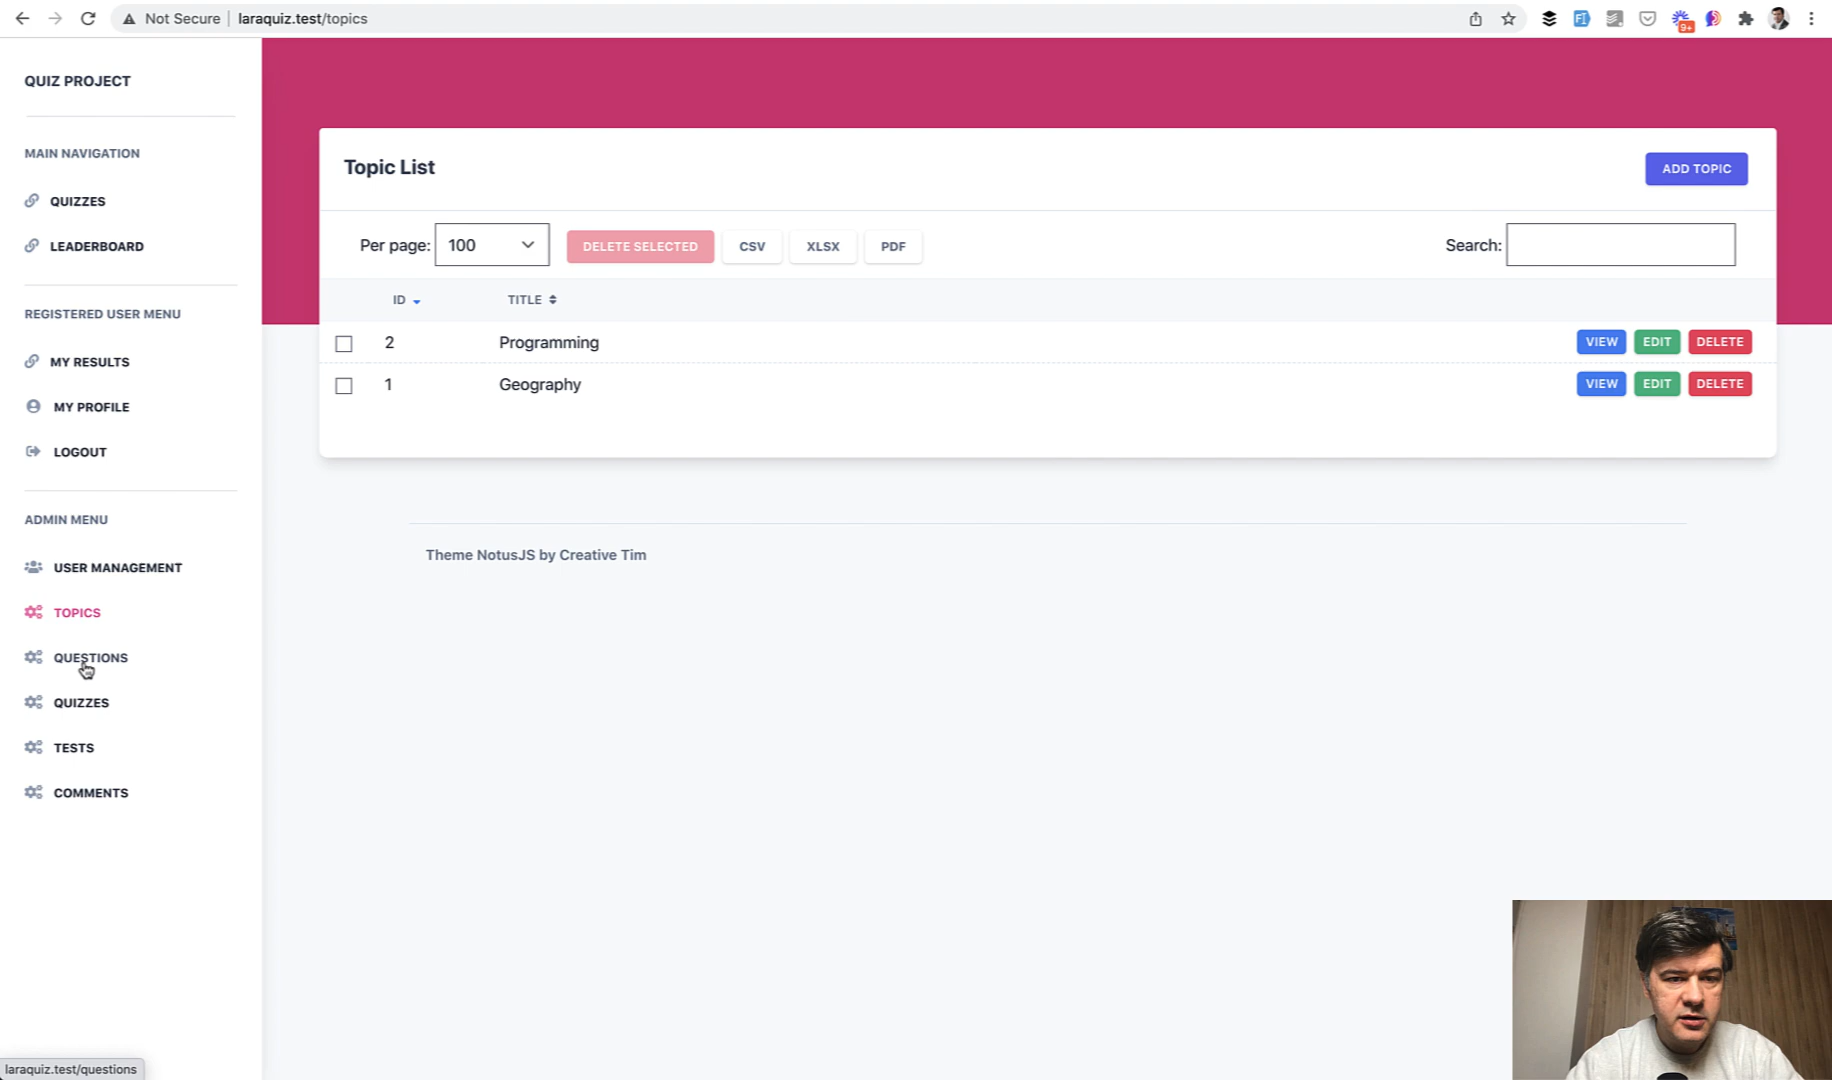 Not Secure | laraquiz.test/topics
9+
QUIZ PROJECT
MAIN NAVIGATION
QUIZZES
LEADERBOARD
REGISTERED USER MENU
MY RESULTS
MY PROFILE
LOGOUT
ADMIN MENU
USER MANAGEMENT
TOPICS
QUESTIONS
QUIZZES
TESTS
COMMENTS
Topic List
ADD TOPIC
Per page: 100 DELETE SELECTED CSV XLSX PDF Search:
ID TITLE
2 Programming VIEW EDIT DELETE
1 Geography VIEW EDIT DELETE
Theme NotusJS by Creative Tim
laraquiz.test/questions